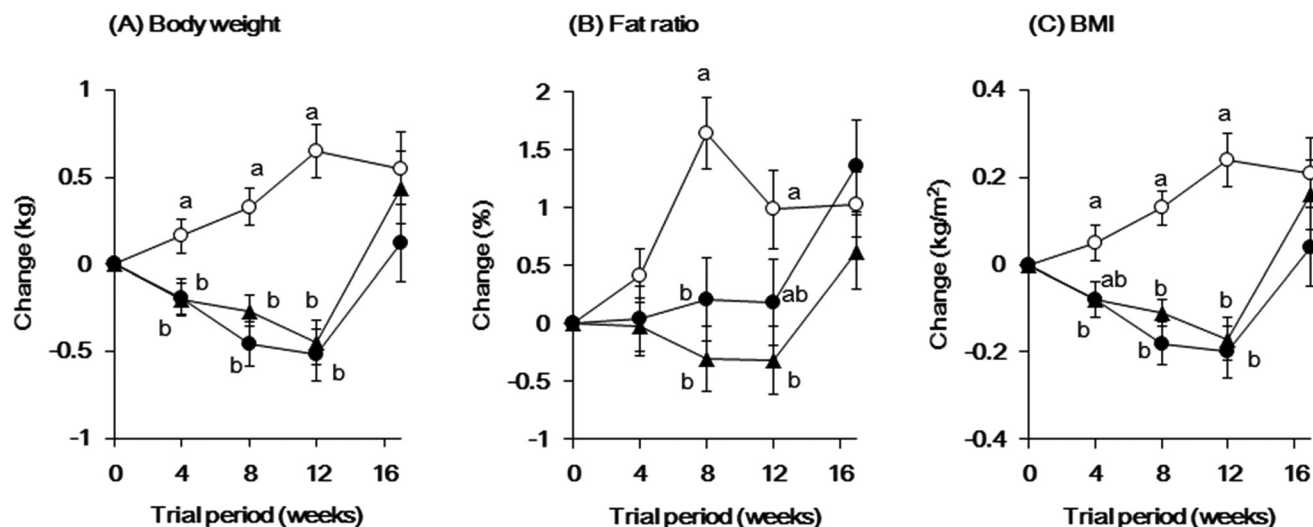 (A) Body weight
(B) Fat ratio
(C) BMI
Change (kg)
1
0.5
0
-0.5
-1
a
a
a
b
b
b
b
b
b
0
4
8
12
16
Trial period (weeks)
Change (%)
2
1.5
1
0.5
0
-0.5
-1
a
a
b
ab
b
b
0
4
8
12
16
Trial period (weeks)
Change (kg/m²)
0.4
0.2
0
-0.2
-0.4
a
a
a
ab
b
b
b
b
b
0
4
8
12
16
Trial period (weeks)